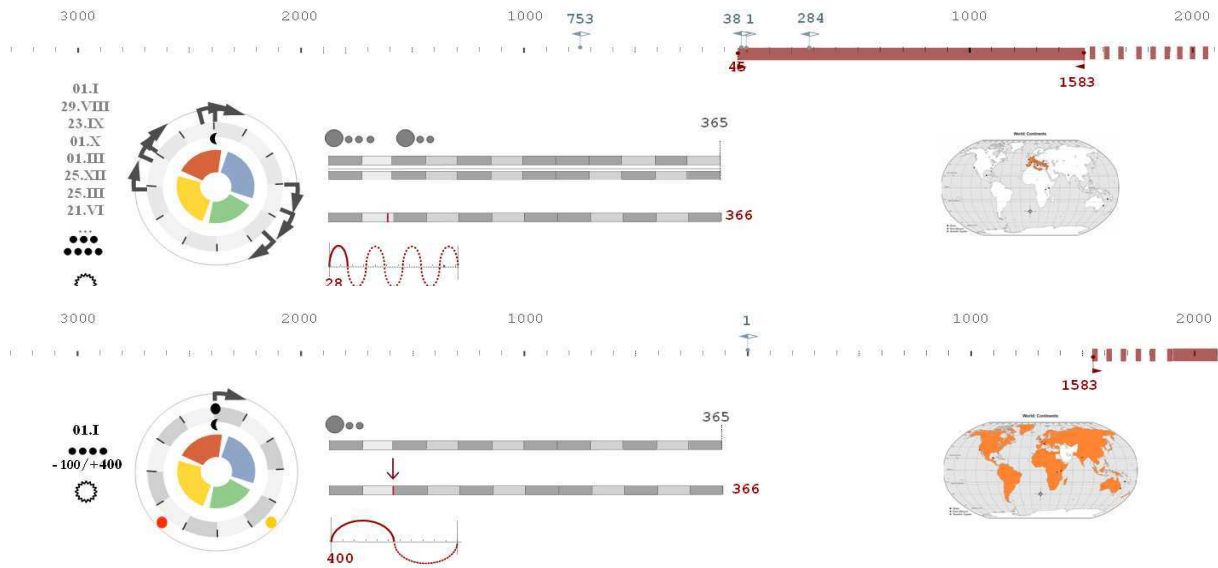 3000 2000 1000 1000 2000
753 38 1 284
45
1583
01.I
29.VIII
23.IX
01.X
01.III
25.XII
25.III
21.VI
...
365
366
28
World: Continents
3000 2000 1000 1000 2000
1
1583
01.I
-100/+400
365
366
400
World: Continents